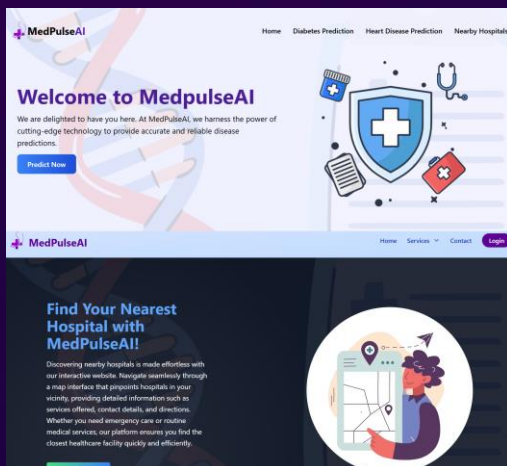 MedPulseAI
Home Diabetes Prediction Heart Disease Prediction Nearby Hospitals
Welcome to MedpulseAI
We are delighted to have you here. At MedPulseAI, we harness the power of
cutting-edge technology to provide accurate and reliable disease
predictions.
Predict Now
MedPulseAI
Home Services Contact Login
Find Your Nearest
Hospital with
MedPulseAI!
Discovering nearby hospitals is made effortless with
our interactive website. Navigate seamlessly through
a map interface that pinpoints hospitals in your
vicinity, providing detailed information such as
services offered, contact details, and directions.
Whether you need emergency care or routine
medical services, our platform ensures you find the
closest healthcare facility quickly and efficiently.